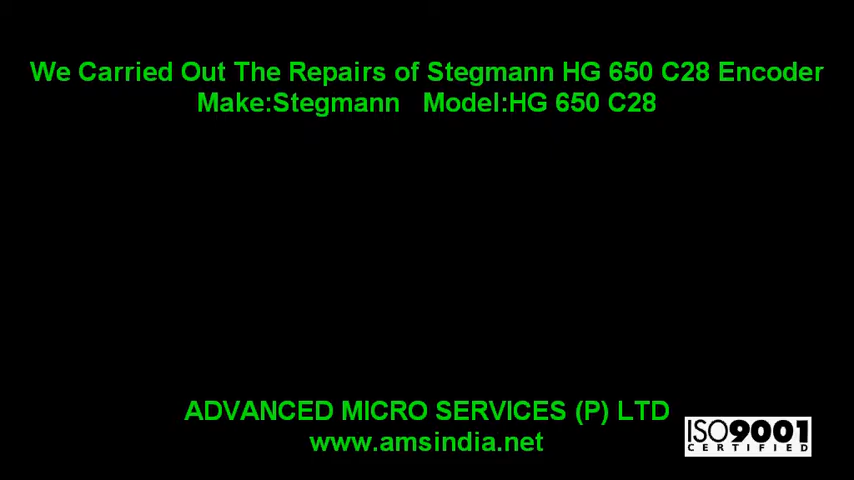 We Carried Out The Repairs of Stegmann HG 650 C28 Encoder
Make:Stegmann   Model:HG 650 C28
ADVANCED MICRO SERVICES (P) LTD
www.amsindia.net
ISO9001
CERTIFIED